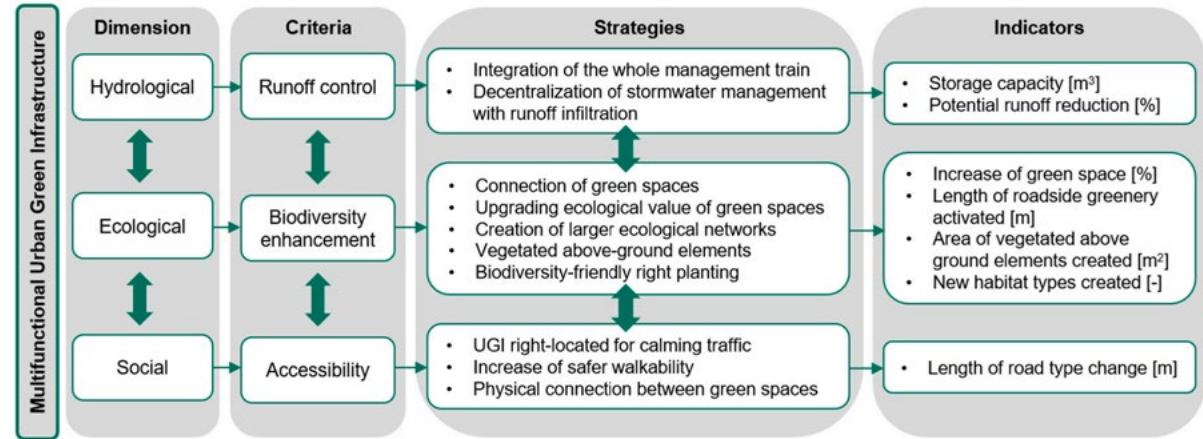 Multifunctional Urban Green Infrastructure
Dimension
Hydrological
Ecological
Social
Criteria
Runoff control
Biodiversity
enhancement
Accessibility
Strategies
• Integration of the whole management train
• Decentralization of stormwater management
with runoff infiltration
• Connection of green spaces
• Upgrading ecological value of green spaces
• Creation of larger ecological networks
• Vegetated above-ground elements
• Biodiversity-friendly right planting
• UGI right-located for calming traffic
• Increase of safer walkability
• Physical connection between green spaces
Indicators
• Storage capacity [m³]
• Potential runoff reduction [%]
• Increase of green space [%]
• Length of roadside greenery
activated [m]
• Area of vegetated above
ground elements created [m²]
• New habitat types created [-]
• Length of road type change [m]